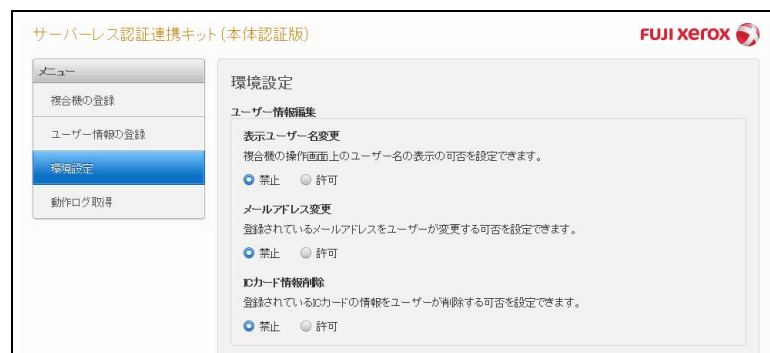 サーバーレス認証連携キット(本体認証版)
FUJI xerox
メニュー
複合機の登録
ユーザー情報の登録
環境設定
動作ログ取得
環境設定
ユーザー情報編集
表示ユーザー名変更
複合機の操作画面上のユーザー名の表示の可否を設定できます。
禁止 許可
メールアドレス変更
登録されているメールアドレスをユーザーが変更する可否を設定できます。
禁止 許可
ICカード情報削除
登録されているICカードの情報をユーザーが削除する可否を設定できます。
禁止 許可